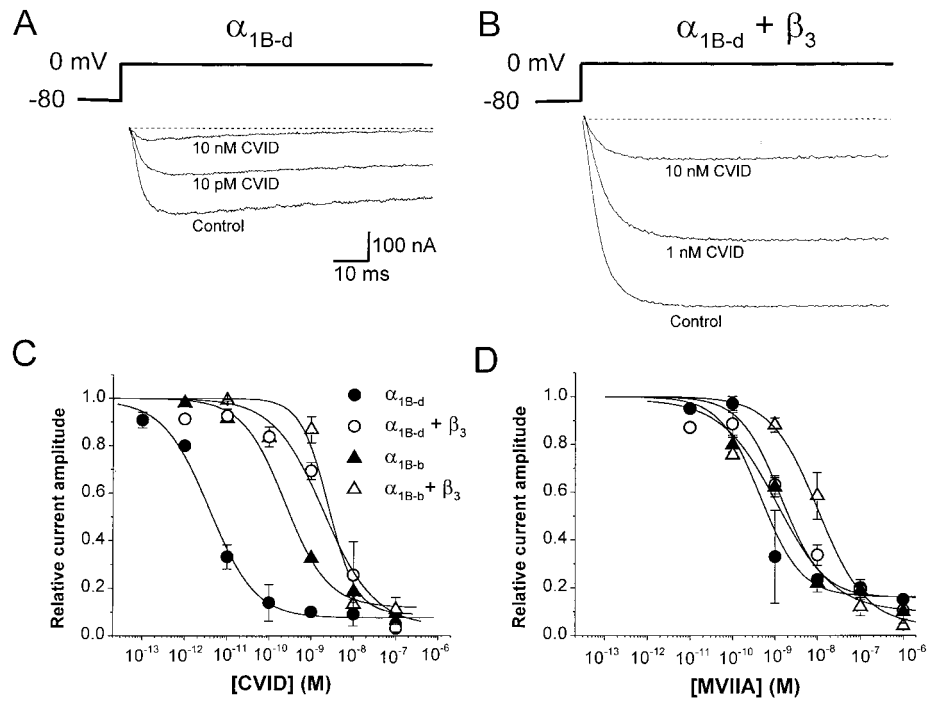 A
α1B-d
0 mV
-80
10 nM CVID
10 pM CVID
Control
100 nA
10 ms
B
α1B-d + β3
0 mV
-80
10 nM CVID
1 nM CVID
Control
C
Relative current amplitude
1.0
0.8
0.6
0.4
0.2
0.0
10^-13 10^-12 10^-11 10^-10 10^-9 10^-8 10^-7 10^-6
[CVID] (M)
α1B-d
α1B-d + β3
α1B-b
α1B-b + β3
D
Relative current amplitude
1.0
0.8
0.6
0.4
0.2
0.0
10^-13 10^-12 10^-11 10^-10 10^-9 10^-8 10^-7 10^-6
[MVIIA] (M)